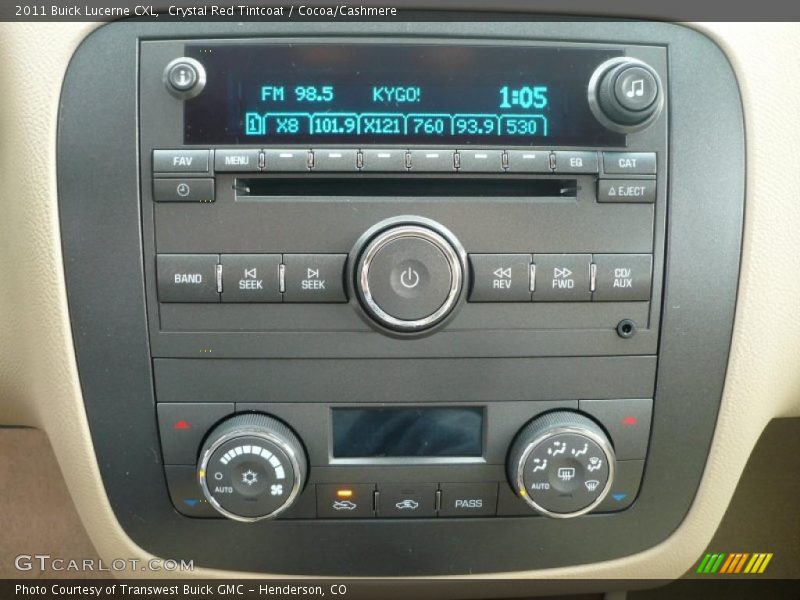 2011 Buick Lucerne CXL,  Crystal Red Tintcoat / Cocoa/Cashmere
i
FM 98.5 KYGO! 1:05
1 X8 101.9 X121 760 93.9 530
FAV MENU EQ CAT
EJECT
BAND SEEK SEEK REV FWD CD/AUX
AUTO AUTO
PASS
GTCARLOT.COM
Photo Courtesy of Transwest Buick GMC - Henderson, CO